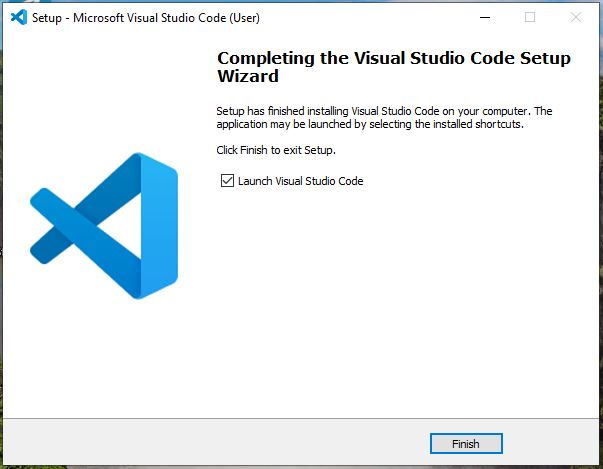 Setup - Microsoft Visual Studio Code (User)
Completing the Visual Studio Code Setup
Wizard
Setup has finished installing Visual Studio Code on your computer. The
application may be launched by selecting the installed shortcuts.
Click Finish to exit Setup.
Launch Visual Studio Code
Finish